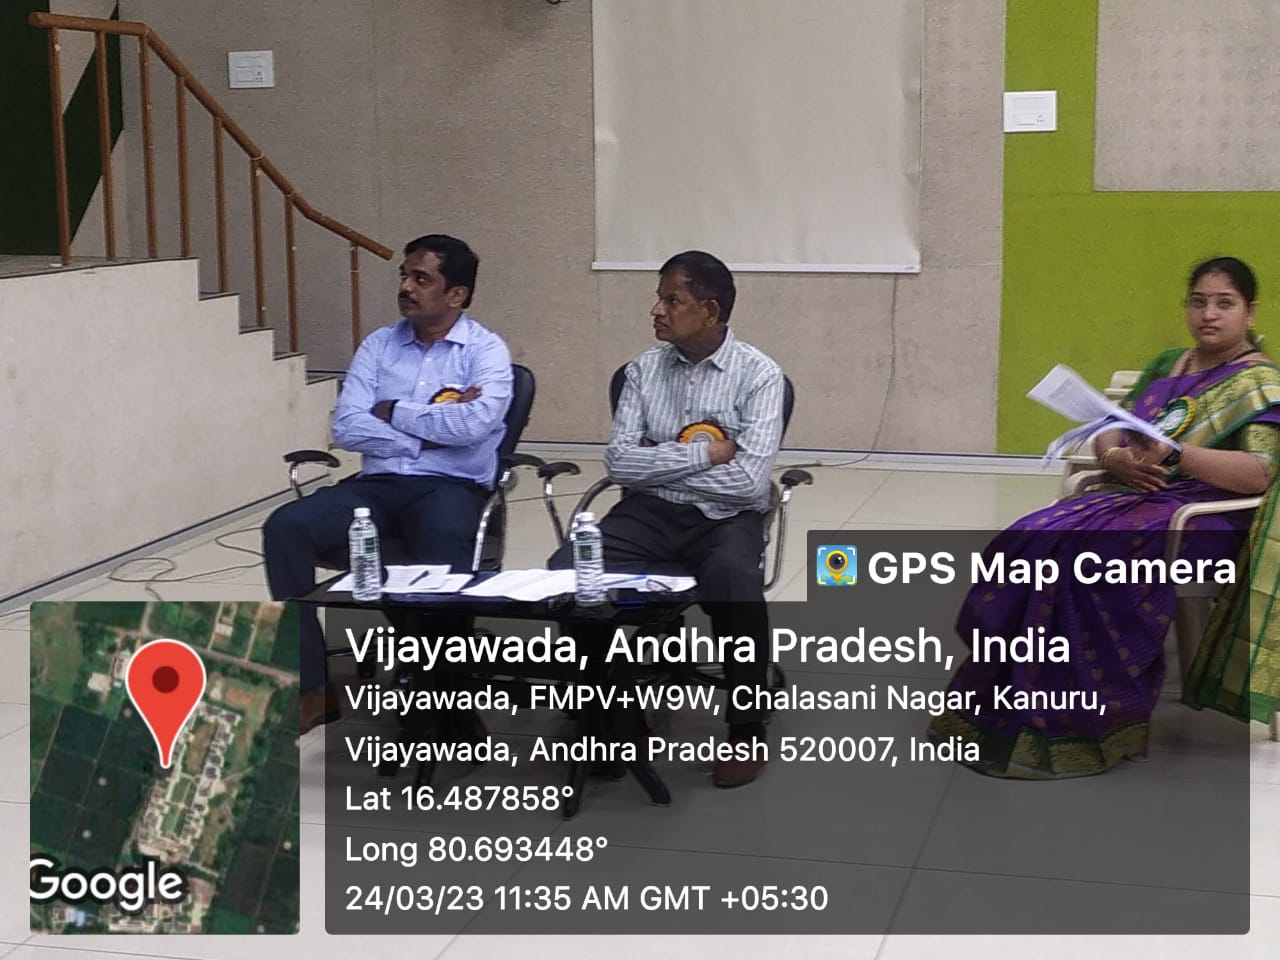 GPS Map Camera
Vijayawada, Andhra Pradesh, India
Vijayawada, FMPV+W9W, Chalasani Nagar, Kanuru,
Vijayawada, Andhra Pradesh 520007, India
Lat 16.487858°
Long 80.693448°
24/03/23 11:35 AM GMT +05:30
Google